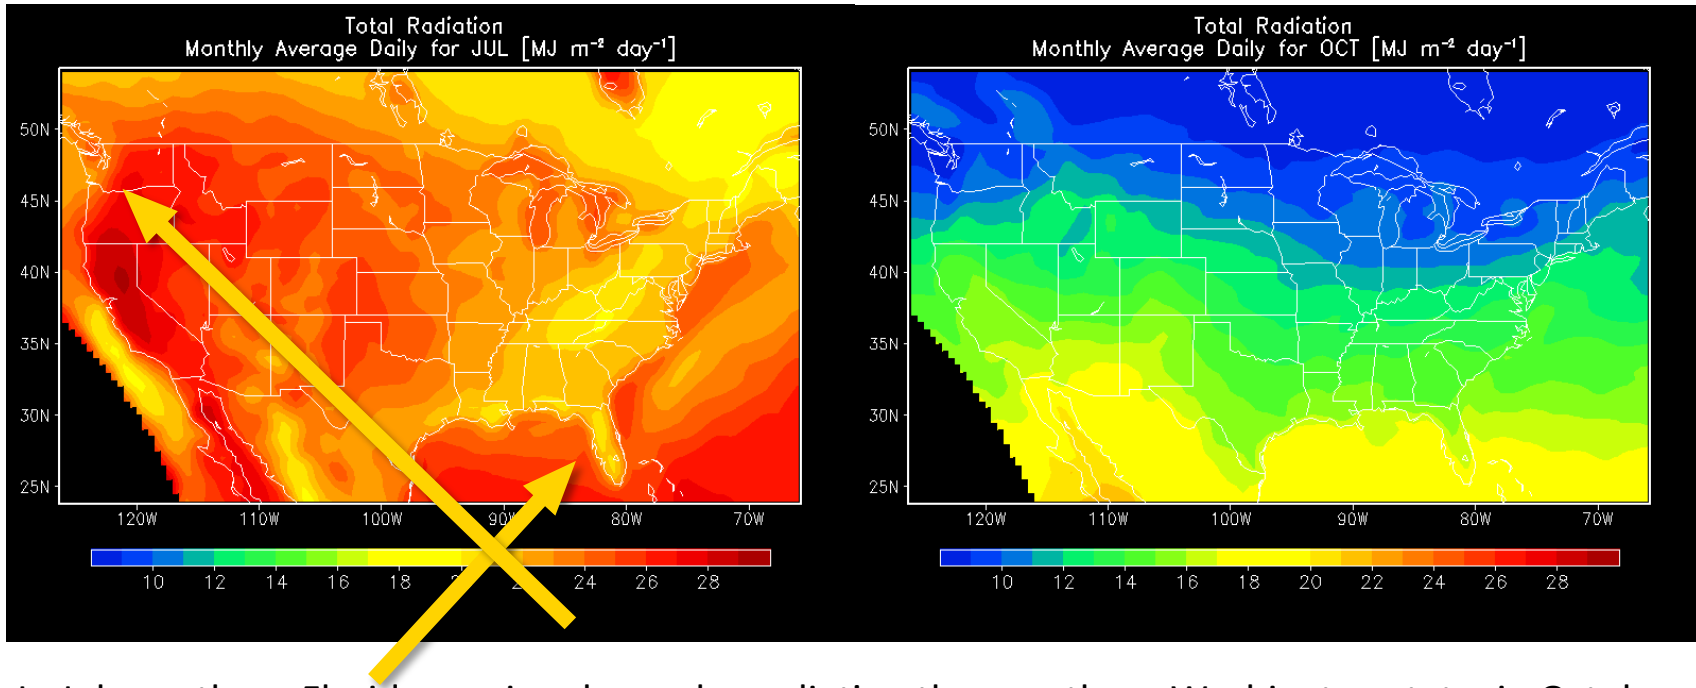 Total Radiation
Monthly Average Daily for JUL [MJ m⁻² day⁻¹]
50N
45N
40N
35N
30N
25N
120W 110W 100W 90W 80W 70W
10 12 14 16 18 24 26 28
Total Radiation
Monthly Average Daily for OCT [MJ m⁻² day⁻¹]
50N
45N
40N
35N
30N
25N
120W 110W 100W 90W 80W 70W
10 12 14 16 18 20 22 24 26 28